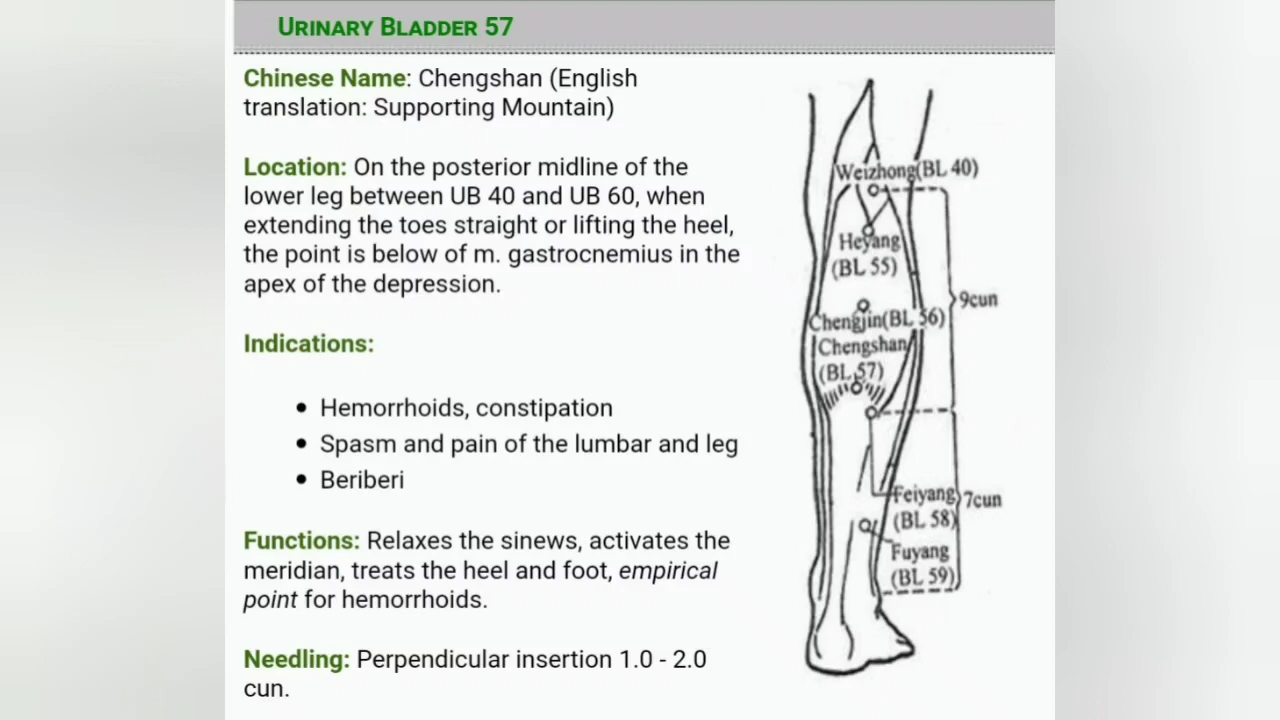 URINARY BLADDER 57
Chinese Name: Chengshan (English
translation: Supporting Mountain)
Location: On the posterior midline of the
lower leg between UB 40 and UB 60, when
extending the toes straight or lifting the heel,
the point is below of m. gastrocnemius in the
apex of the depression.
Indications:
• Hemorrhoids, constipation
• Spasm and pain of the lumbar and leg
• Beriberi
Functions: Relaxes the sinews, activates the
meridian, treats the heel and foot, empirical
point for hemorrhoids.
Needling: Perpendicular insertion 1.0 - 2.0
cun.
Weizhong(BL 40)
Heyang
(BL 55)
9cun
Chengjin(BL 56)
Chengshan
(BL 57)
Feiyang
(BL 58)
7cun
Fuyang
(BL 59)